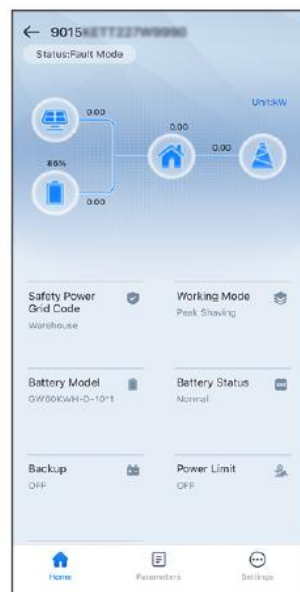 ← 9015
Status:Fault Mode
Unit:kW
0.00
0.00
86%
0.00
0.00
Safety Power
Grid Code
Warehouse
Working Mode
Peak Shaving
Battery Model
GW60KWH-D-10*1
Battery Status
Normal
Backup
OFF
Power Limit
OFF
Home
Parameters
Settings